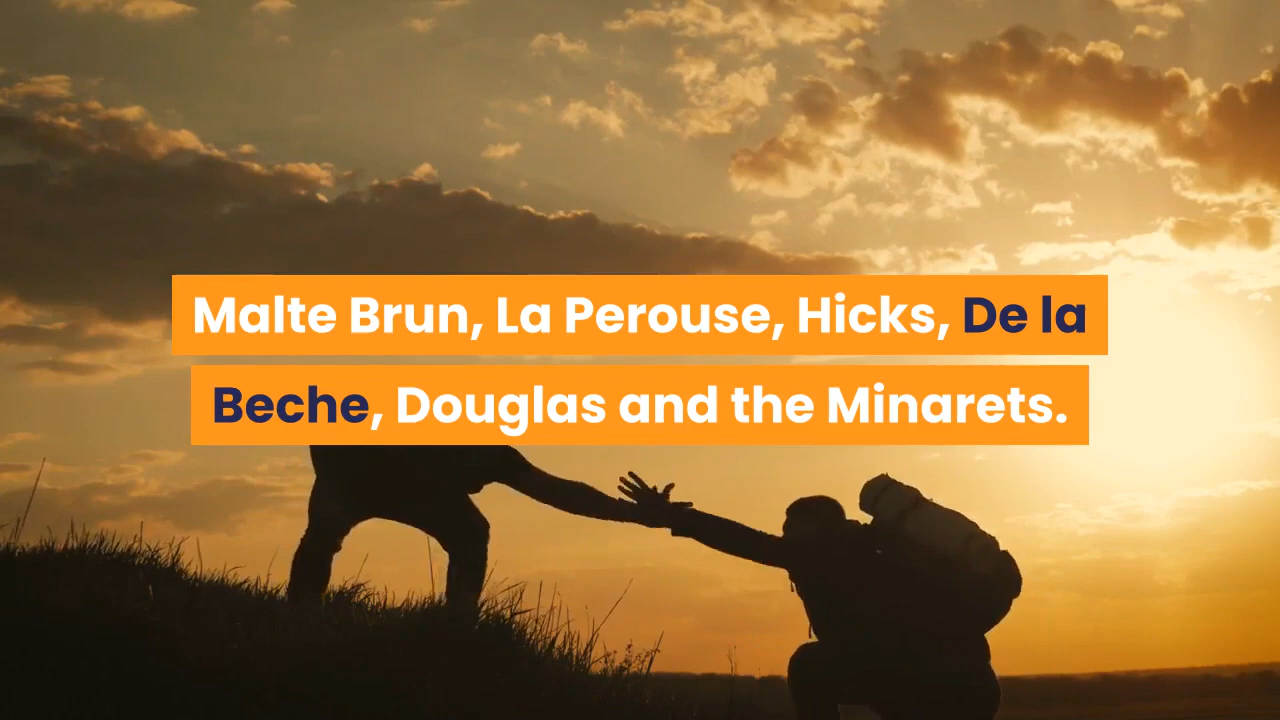 Malte Brun, La Perouse, Hicks, De la
Beche, Douglas and the Minarets.